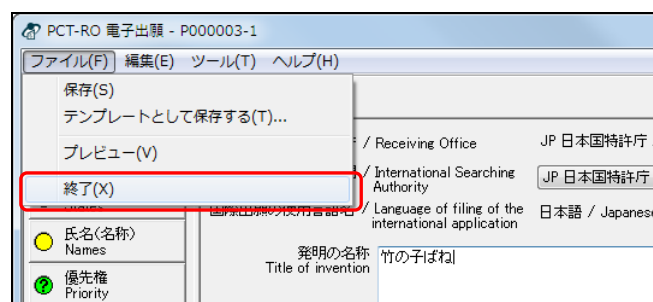 PCT-RO 電子出願 - P000003-1
ファイル(F) 編集(E) ツール(T) ヘルプ(H)
保存(S)
テンプレートとして保存する(T)...
プレビュー(V)
終了(X)
/ Receiving Office JP 日本国特許庁
/ International Searching Authority JP 日本国特許庁
/ Language of filing of the international application 日本語 / Japanese
氏名(名称)
Names
発明の名称
Title of invention
竹の子ばね
優先権
Priority